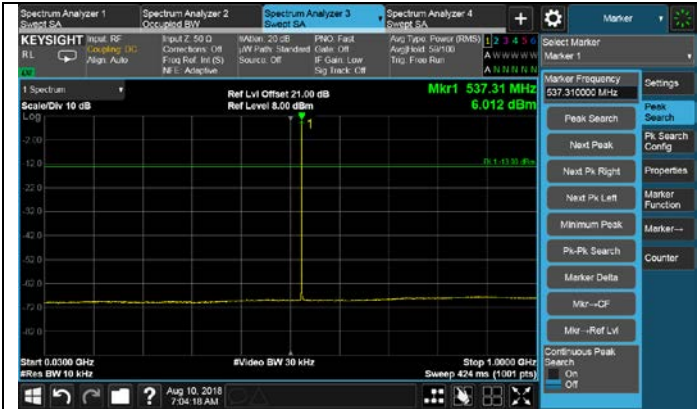 Spectrum Analyzer 1
Swept SA
Spectrum Analyzer 2
Occupied BW
Spectrum Analyzer 3
Swept SA
Spectrum Analyzer 4
Swept SA
+
Marker
KEYSIGHT
RL
Input: RF
Coupling: DC
Align: Auto
Input Z: 50 Ω
Corrections: Off
Freq Ref: Int (S)
NFE: Adaptive
#Atten: 20 dB
µW Path: Standard
Source: Off
PNO: Fast
Gate: Off
IF Gain: Low
Sig Track: Off
Avg Type: Power (RMS)
Avg|Hold: 59/100
Trig: Free Run
1 2 3 4 5 6
A W W W W W
A N N N N N
Select Marker
Marker 1
1 Spectrum
Scale/Div 10 dB
Log
Ref Lvl Offset 21.00 dB
Ref Level 8.00 dBm
Mkr1 537.31 MHz
6.012 dBm
1
-2.00
-12.0
-22.0
-32.0
-42.0
-52.0
-62.0
-72.0
-82.0
DL1 -13.00 dBm
Start 0.0300 GHz
#Res BW 10 kHz
#Video BW 30 kHz
Stop 1.0000 GHz
Sweep 424 ms (1001 pts)
Marker Frequency
537.310000 MHz
Peak Search
Next Peak
Next Pk Right
Next Pk Left
Minimum Peak
Pk-Pk Search
Marker Delta
Mkr→CF
Mkr→Ref Lvl
Continuous Peak
Search
On
Off
Settings
Peak
Search
Pk Search
Config
Properties
Marker
Function
Marker→
Counter
?
Aug 10, 2018
7:04:18 AM